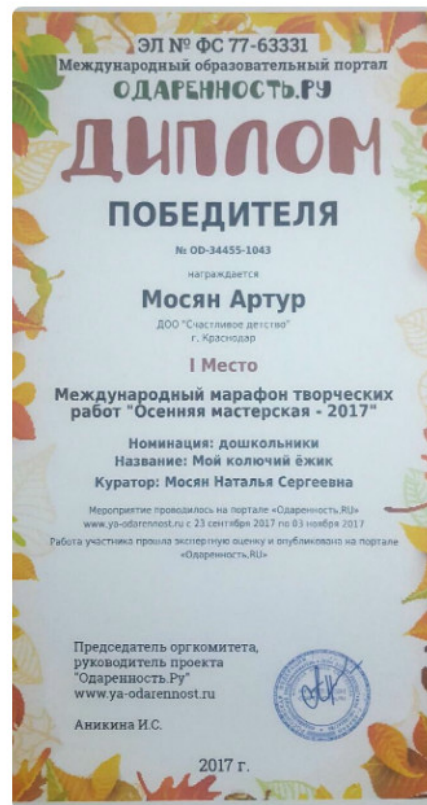 ЭЛ № ФС 77-63331
Международный образовательный портал
ОДАРЕННОСТЬ.РУ
ДИПЛОМ
ПОБЕДИТЕЛЯ
№ OD-34455-1043
награждается
Мосян Артур
ДОО "Счастливое детство"
г. Краснодар
I Место
Международный марафон творческих
работ "Осенняя мастерская - 2017"
Номинация: дошкольники
Название: Мой колючий ёжик
Куратор: Мосян Наталья Сергеевна
Мероприятие проводилось на портале «Одаренность.RU»
www.ya-odarennost.ru с 23 сентября 2017 по 03 ноября 2017
Работа участника прошла экспертную оценку и опубликована на портале
«Одаренность.RU»
Председатель оргкомитета,
руководитель проекта
"Одаренность.Ру"
www.ya-odarennost.ru
Аникина И.С.
2017 г.